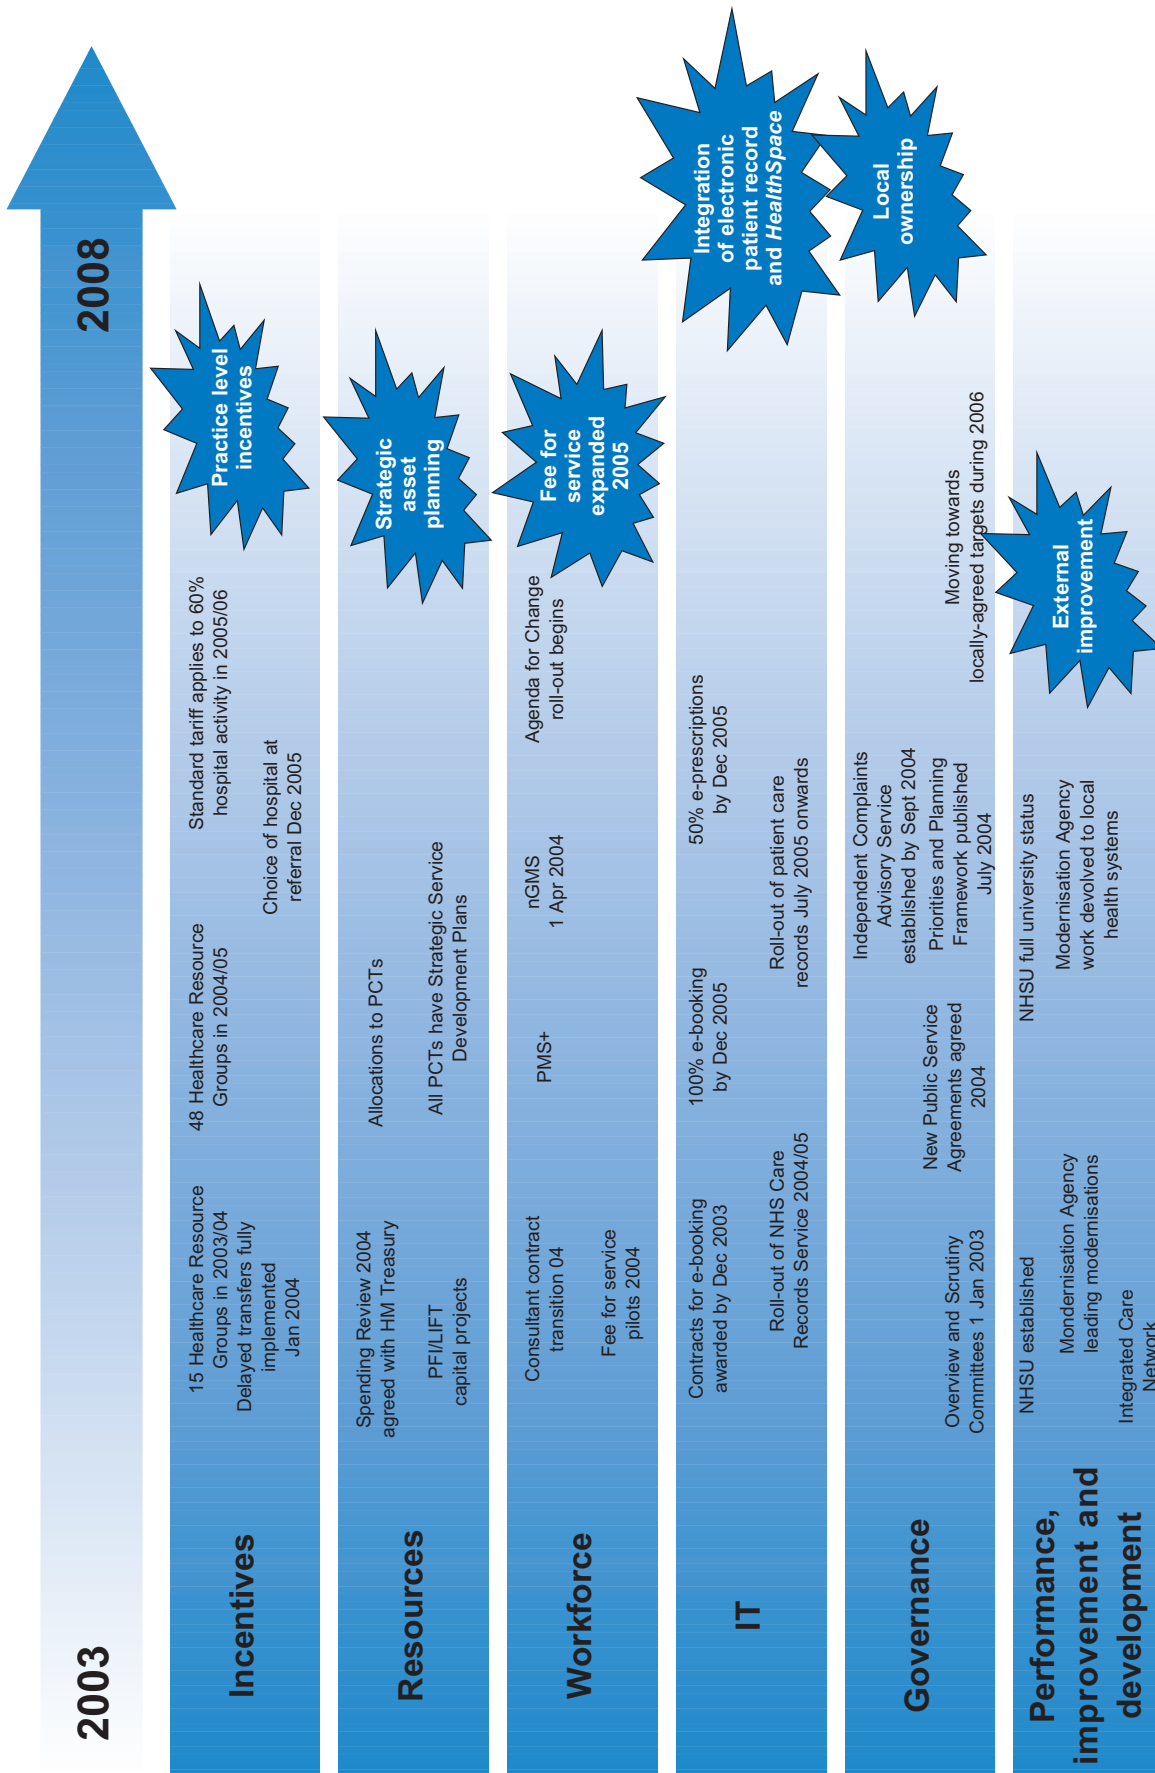 2003
2008
Incentives
15 Healthcare Resource
Groups in 2003/04
Delayed transfers fully
implemented
Jan 2004
48 Healthcare Resource
Groups in 2004/05
Standard tariff applies to 60%
hospital activity in 2005/06
Choice of hospital at
referral Dec 2005
Practice level
incentives
Resources
Spending Review 2004
agreed with HM Treasury
PFI/LIFT
capital projects
Allocations to PCTs
All PCTs have Strategic Service
Development Plans
Strategic
asset
planning
Workforce
Consultant contract
transition 04
Fee for service
pilots 2004
PMS+
nGMS
1 Apr 2004
Agenda for Change
roll-out begins
Fee for
service
expanded
2005
IT
Contracts for e-booking
awarded by Dec 2003
Roll-out of NHS Care
Records Service 2004/05
100% e-booking
by Dec 2005
Roll-out of patient care
records July 2005 onwards
50% e-prescriptions
by Dec 2005
Integration
of electronic
patient record
and HealthSpace
Governance
Overview and Scrutiny
Committees 1 Jan 2003
New Public Service
Agreements agreed
2004
Independent Complaints
Advisory Service
established by Sept 2004
Priorities and Planning
Framework published
July 2004
Moving towards
locally-agreed targets during 2006
Local
ownership
Performance,
improvement and
development
NHSU established
Mondernisation Agency
leading modernisations
Integrated Care
Network
NHSU full university status
Modernisation Agency
work devolved to local
health systems
External
improvement